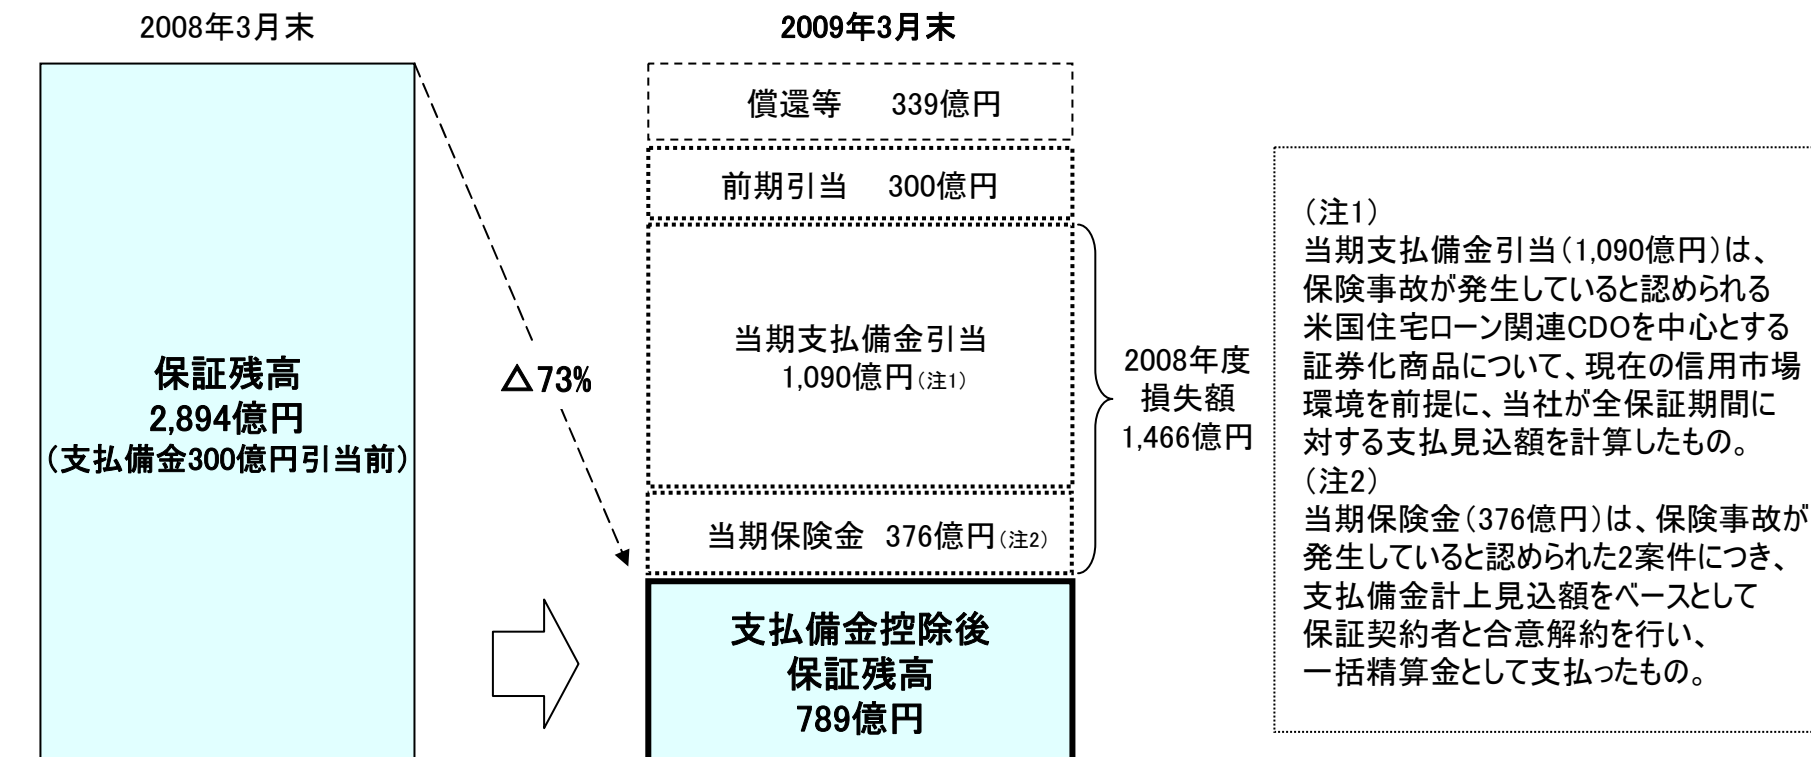 2008年3月末
2009年3月末
保証残高
2,894億円
(支払備金300億円引当前)
△73%
償還等 339億円
前期引当 300億円
当期支払備金引当
1,090億円(注1)
当期保険金 376億円(注2)
支払備金控除後
保証残高
789億円
2008年度
損失額
1,466億円
(注1)
当期支払備金引当(1,090億円)は、
保険事故が発生していると認められる
米国住宅ローン関連CDOを中心とする
証券化商品について、現在の信用市場
環境を前提に、当社が全保証期間に
対する支払見込額を計算したもの。
(注2)
当期保険金(376億円)は、保険事故が
発生していると認められた2案件につき、
支払備金計上見込額をベースとして
保証契約者と合意解約を行い、
一括精算金として支払ったもの。